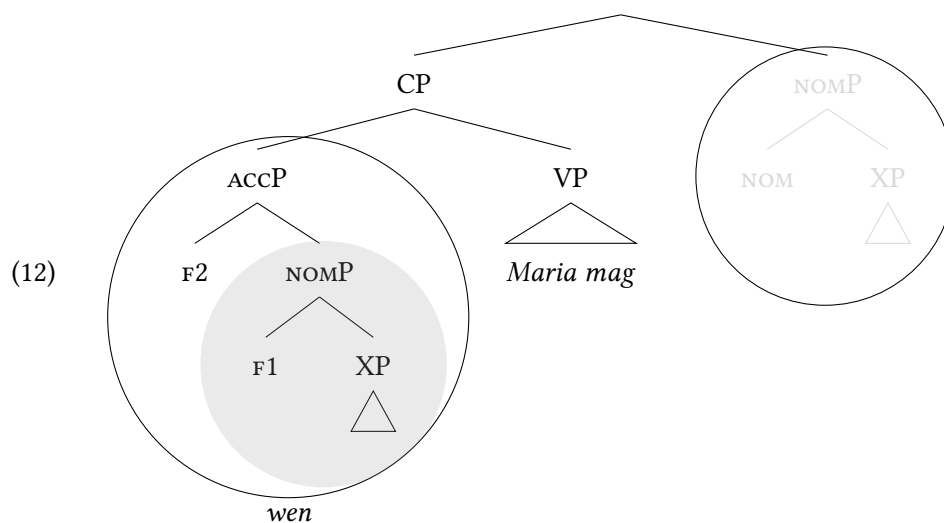 CP
NOMP
ACCP
VP
NOM
XP
(12)
F2
NOMP
Maria mag
F1
XP
wen